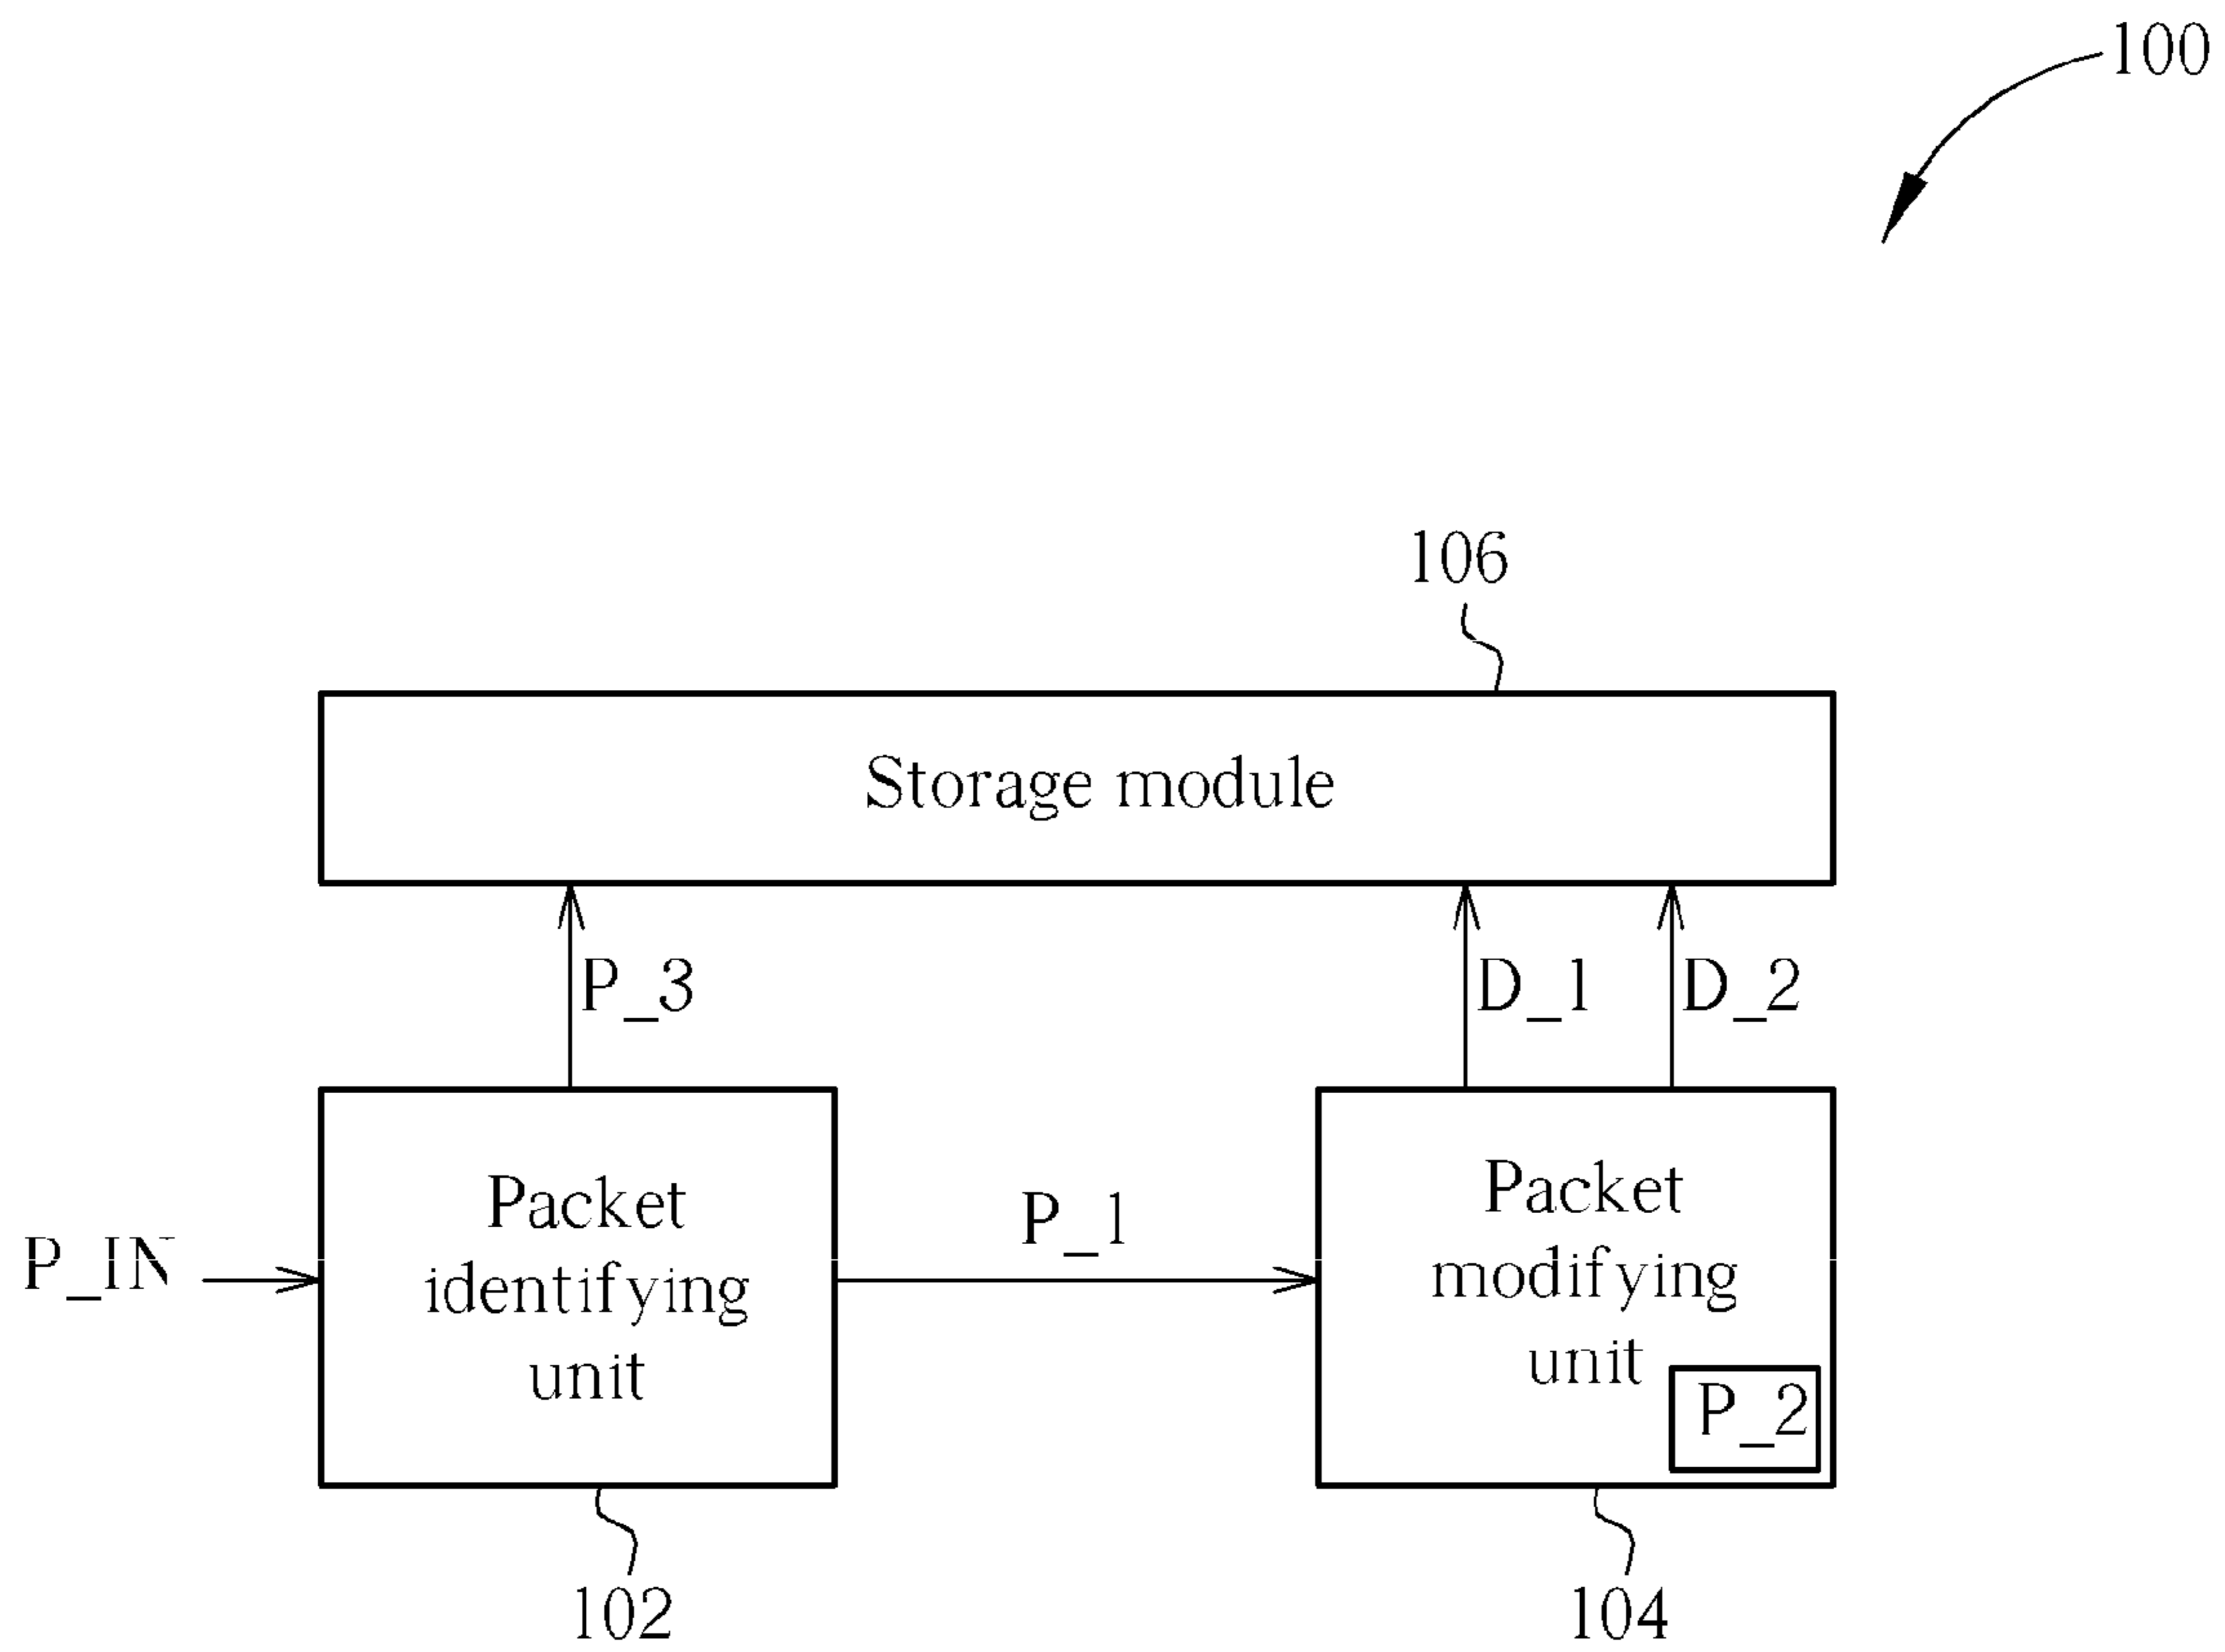 100
106
Storage module
P_3
D_1
D_2
P_IN
Packet
identifying
unit
P_1
Packet
modifying
unit
P_2
102
104